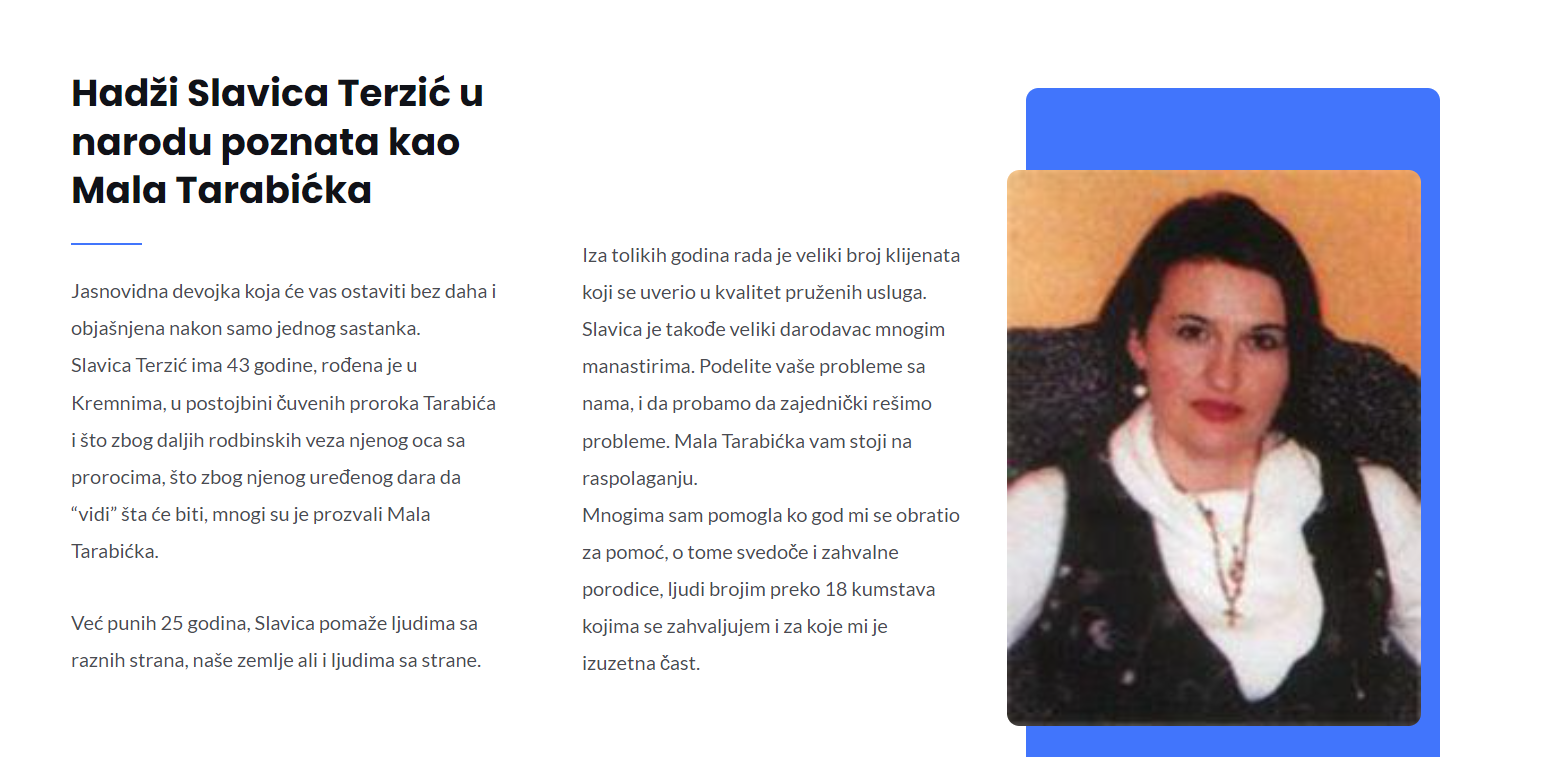 Hadži Slavica Terzić u
narodu poznata kao
Mala Tarabićka
Jasnovidna devojka koja će vas ostaviti bez daha i
objašnjena nakon samo jednog sastanka.
Slavica Terzić ima 43 godine, rođena je u
Kremnima, u postojbini čuvenih proroka Tarabića
i što zbog daljih rodbinskih veza njenog oca sa
prorocima, što zbog njenog uređenog dara da
“vidi” šta će biti, mnogi su je prozvali Mala
Tarabićka.
Već punih 25 godina, Slavica pomaže ljudima sa
raznih strana, naše zemlje ali i ljudima sa strane.
Iza tolikih godina rada je veliki broj klijenata
koji se uverio u kvalitet pruženih usluga.
Slavica je takođe veliki darodavac mnogim
manastirima. Podelite vaše probleme sa
nama, i da probamo da zajednički rešimo
probleme. Mala Tarabićka vam stoji na
raspolaganju.
Mnogima sam pomogla ko god mi se obratio
za pomoć, o tome svedoče i zahvalne
porodice, ljudi brojim preko 18 kumstava
kojima se zahvaljujem i za koje mi je
izuzetna čast.